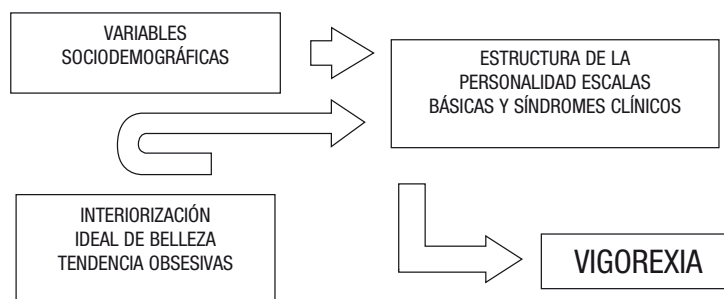 VARIABLES
SOCIODEMOGRÁFICAS
ESTRUCTURA DE LA
PERSONALIDAD ESCALAS
BÁSICAS Y SÍNDROMES CLÍNICOS
INTERIORIZACIÓN
IDEAL DE BELLEZA
TENDENCIA OBSESIVAS
VIGOREXIA